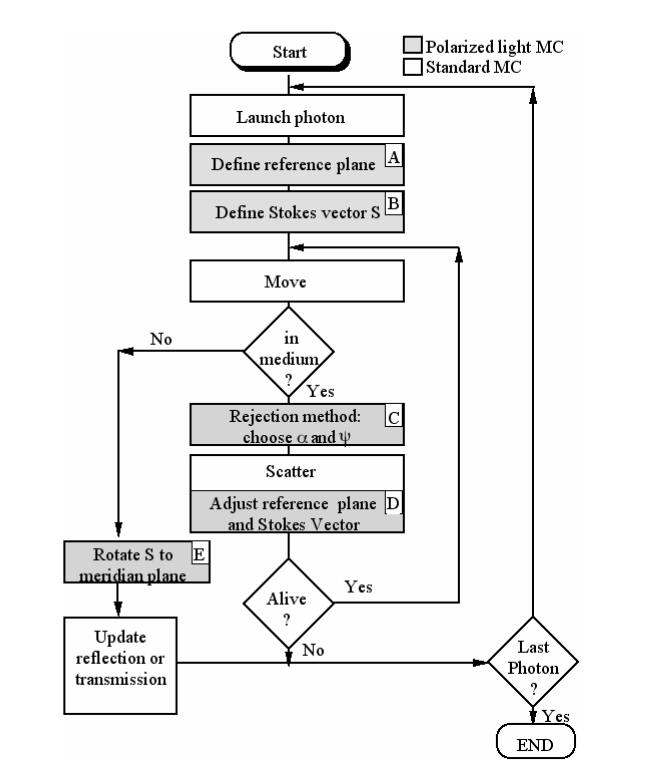 Start
Polarized light MC
Standard MC
Launch photon
Define reference plane A
Define Stokes vector S B
Move
No
in
medium
?
Yes
Rejection method: C
choose α and ψ
Scatter
Adjust reference plane D
and Stokes Vector
Rotate S to E
meridian plane
Alive
?
Yes
No
Update
reflection or
transmission
Last
Photon
?
Yes
END